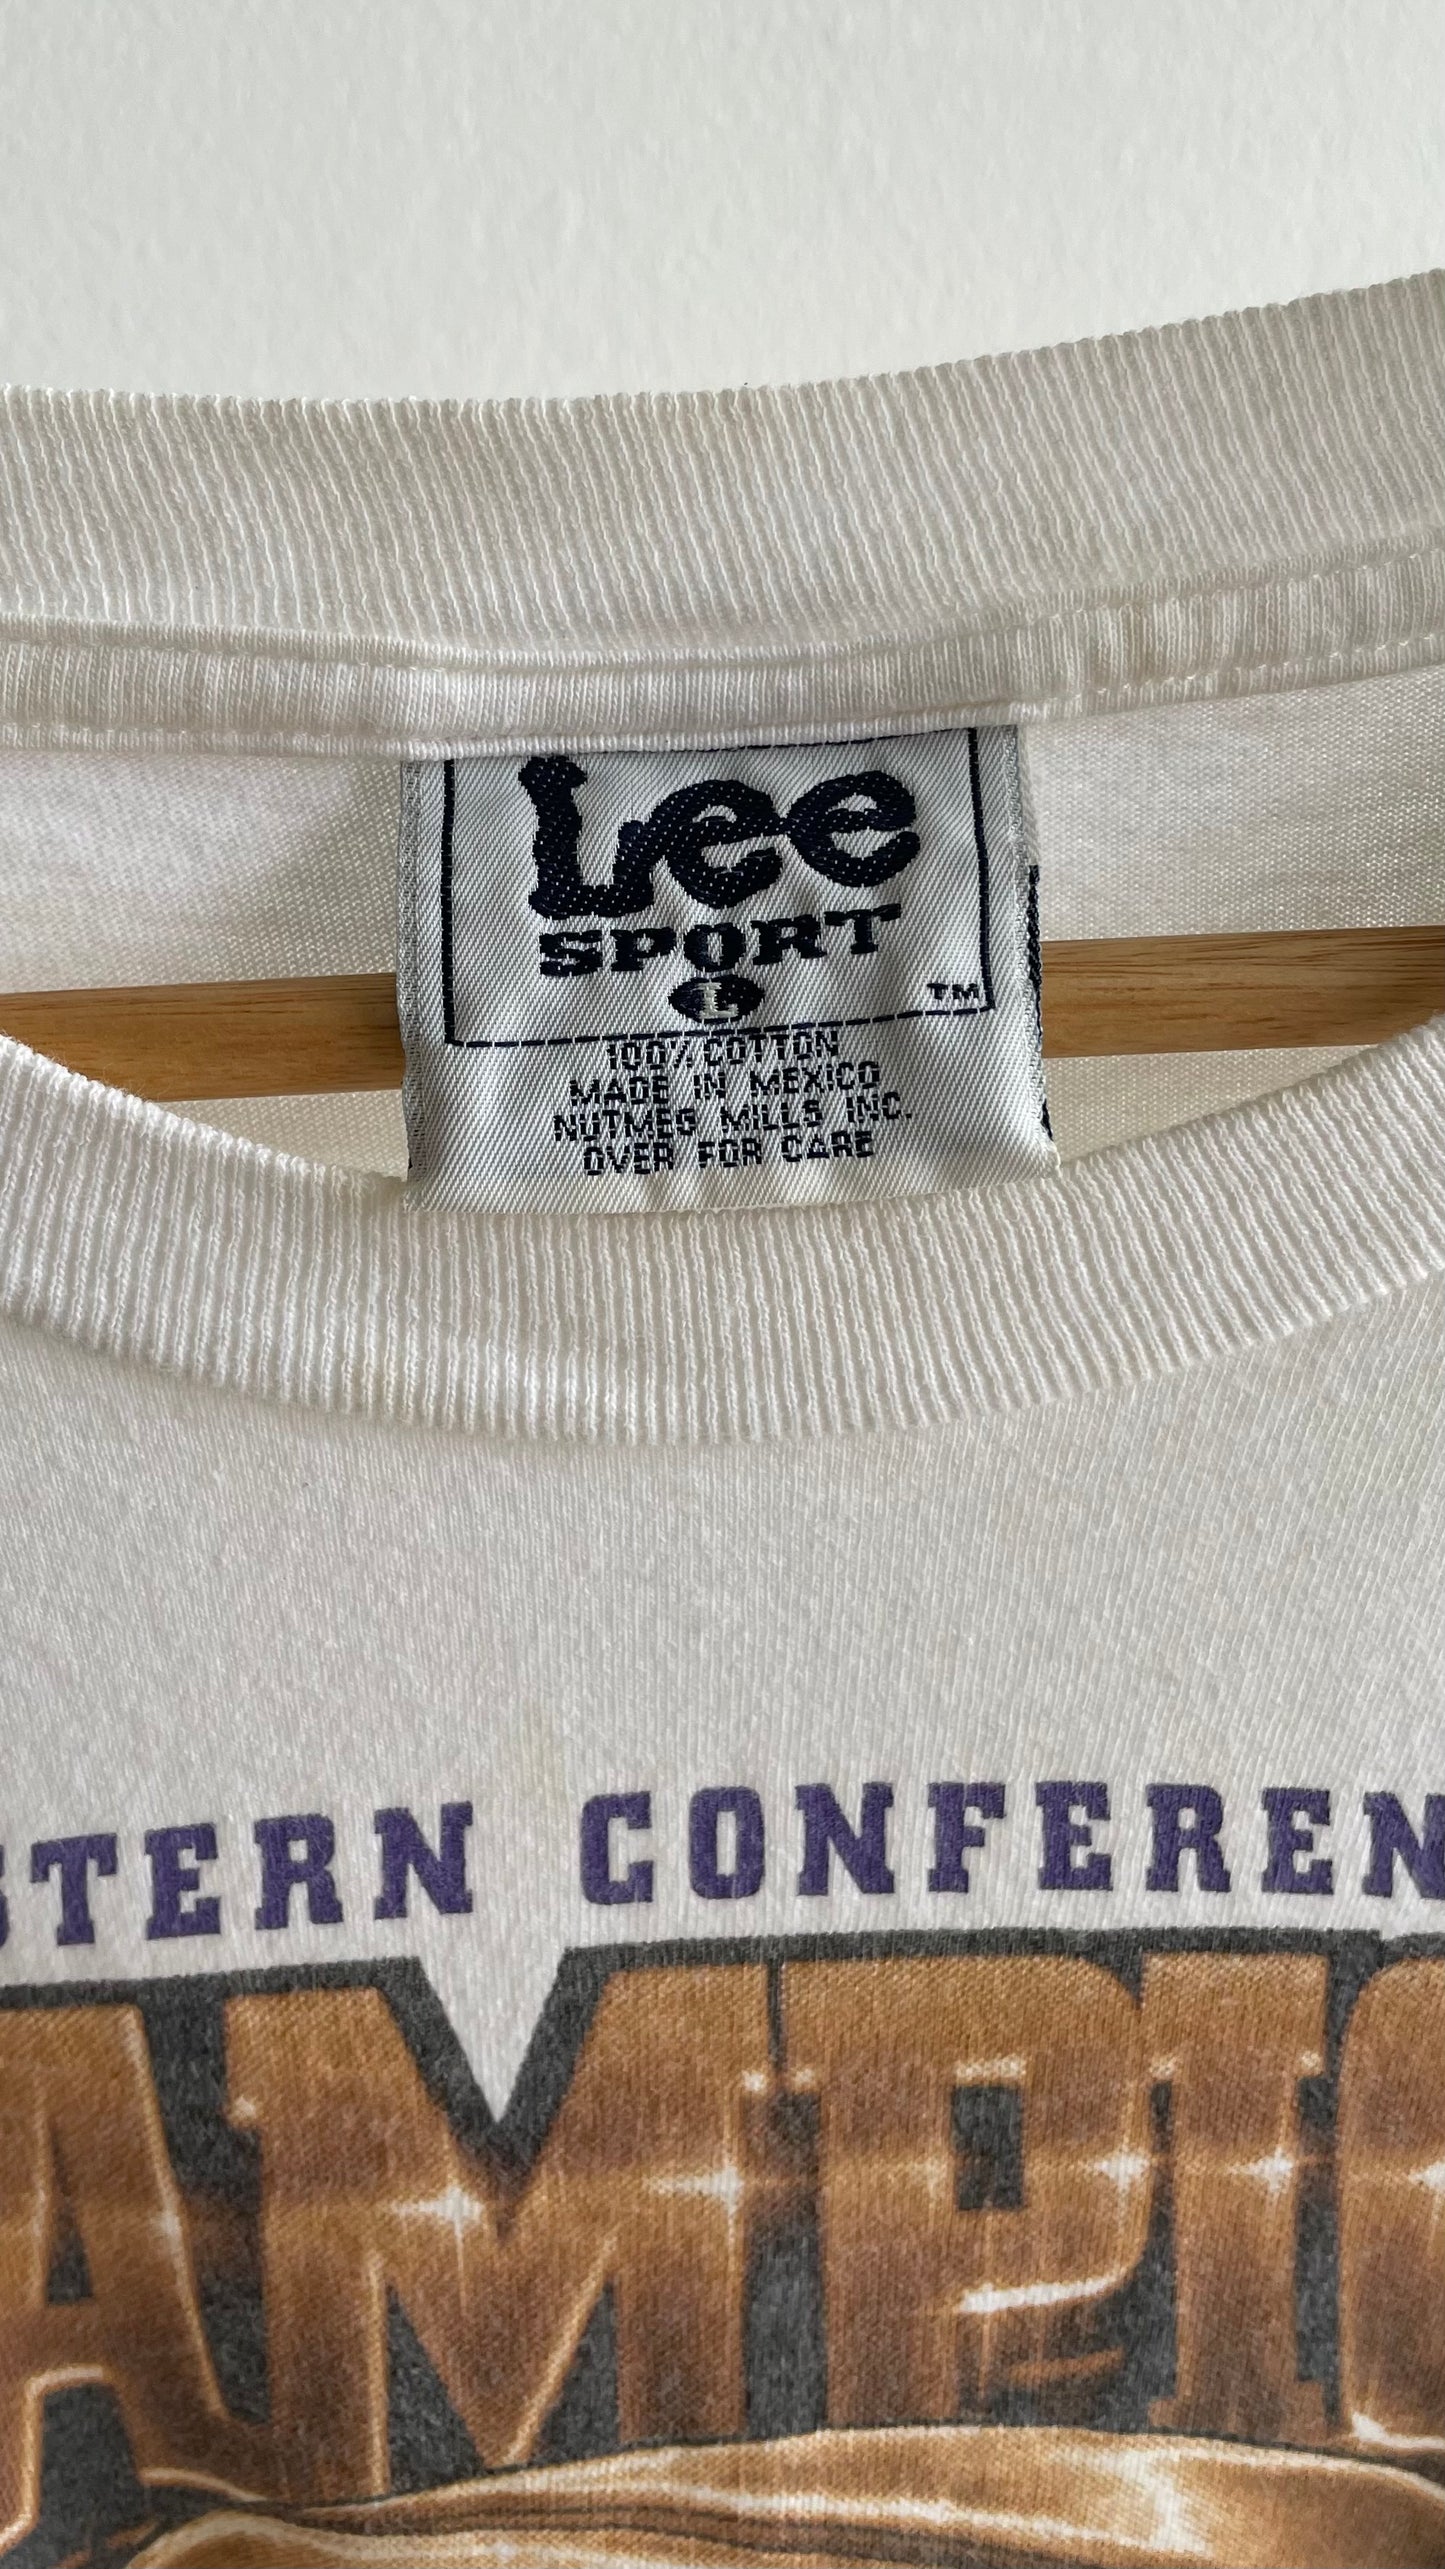 Lee
SPORT
L
TM
100% COTTON
MADE IN MEXICO
NUTMEG MILLS INC.
OVER FOR CARE
STERN CONFEREN
AMPIO